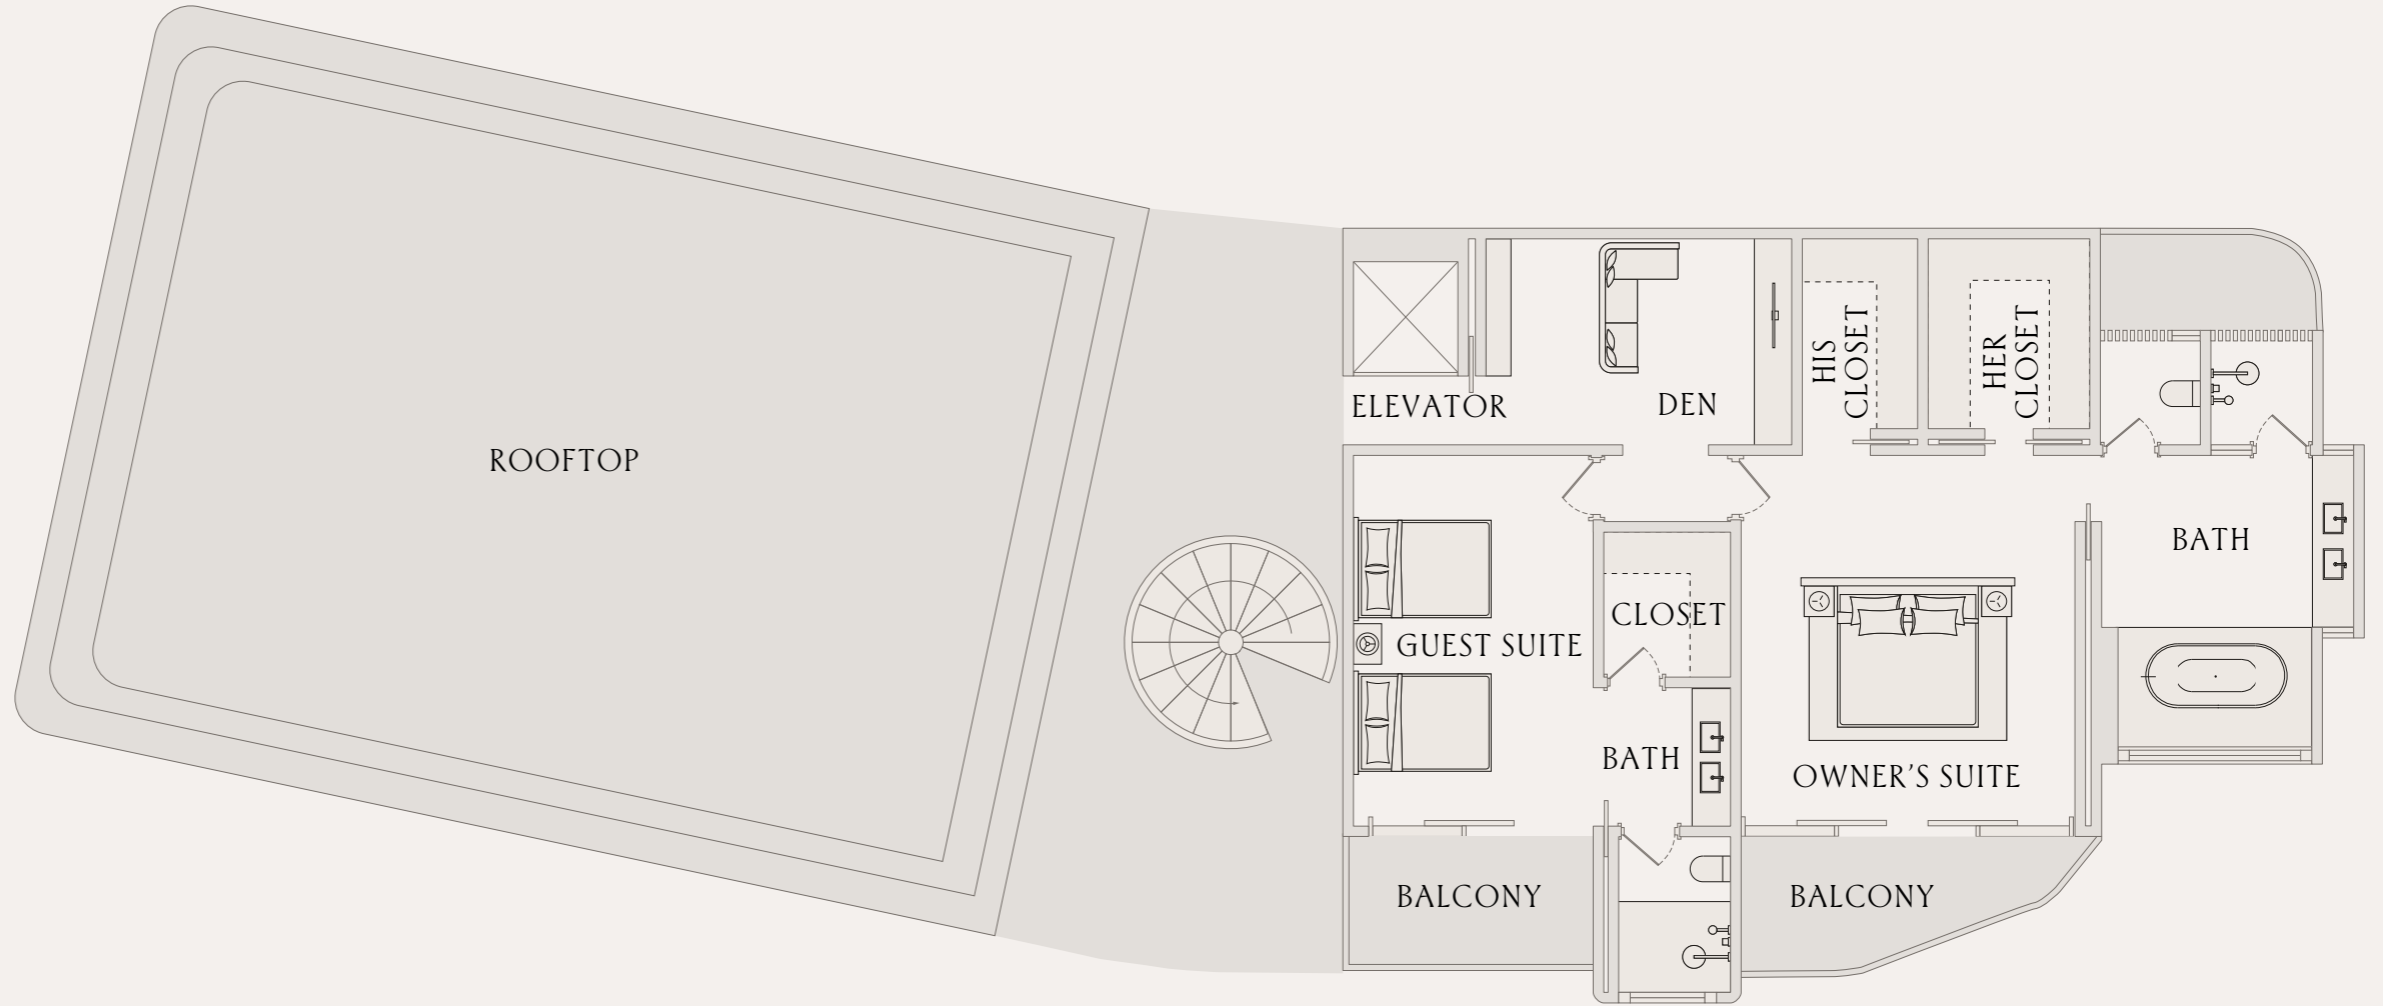 ROOFTOP
ELEVATOR
DEN
HIS
CLOSET
HER
CLOSET
BATH
CLOSET
GUEST SUITE
BATH
OWNER'S SUITE
BALCONY
BALCONY